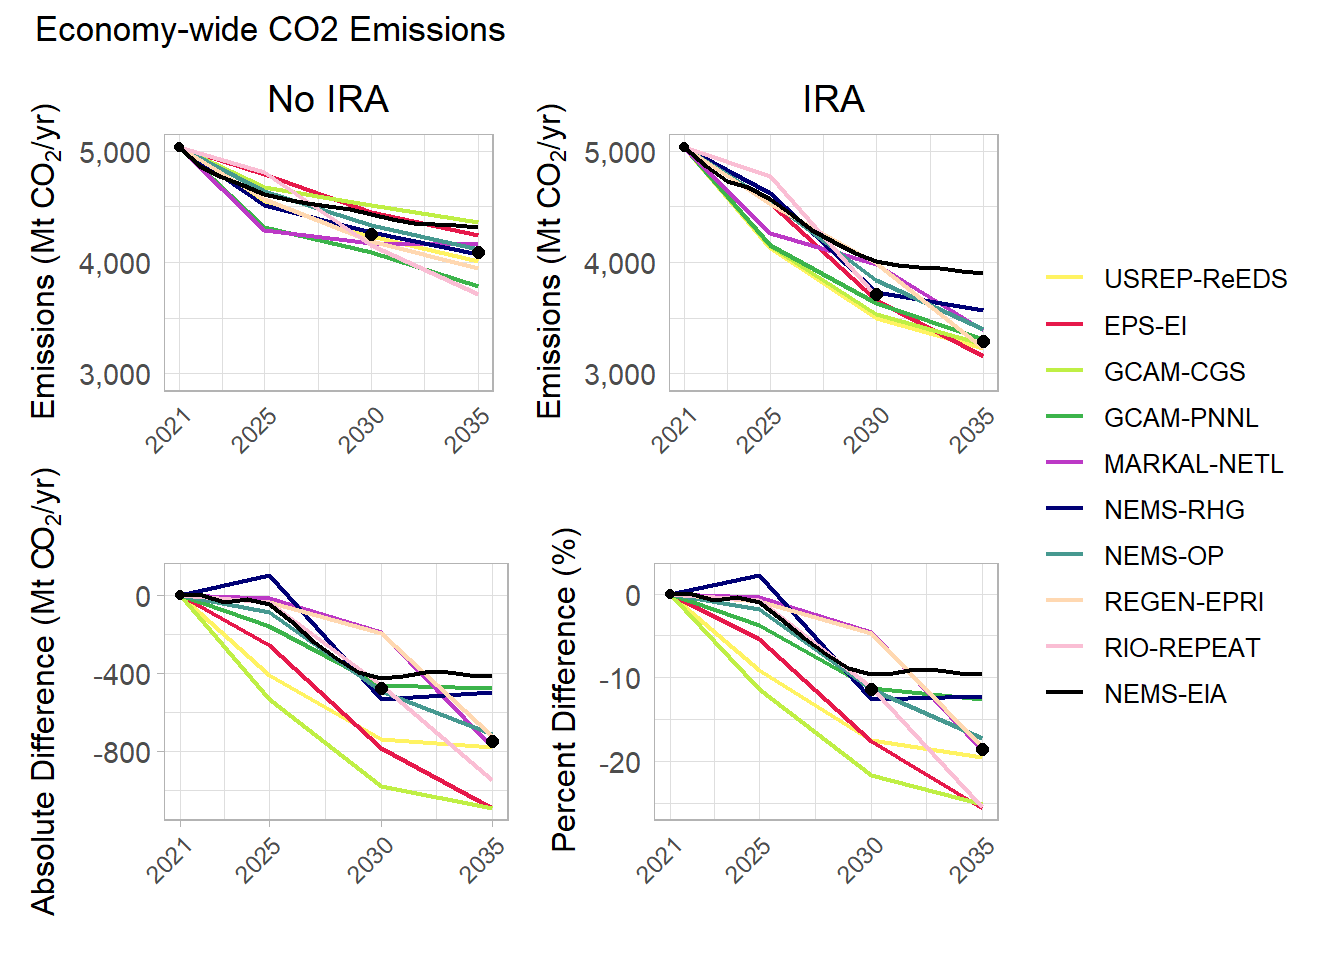 Economy-wide CO2 Emissions
No IRA
IRA
Emissions (Mt CO₂/yr)
5,000
4,000
3,000
2021
2025
2030
2035
Emissions (Mt CO₂/yr)
5,000
4,000
3,000
2021
2025
2030
2035
Absolute Difference (Mt CO₂/yr)
0
-400
-800
2021
2025
2030
2035
Percent Difference (%)
0
-10
-20
2021
2025
2030
2035
USREP-ReEDS
EPS-EI
GCAM-CGS
GCAM-PNNL
MARKAL-NETL
NEMS-RHG
NEMS-OP
REGEN-EPRI
RIO-REPEAT
NEMS-EIA